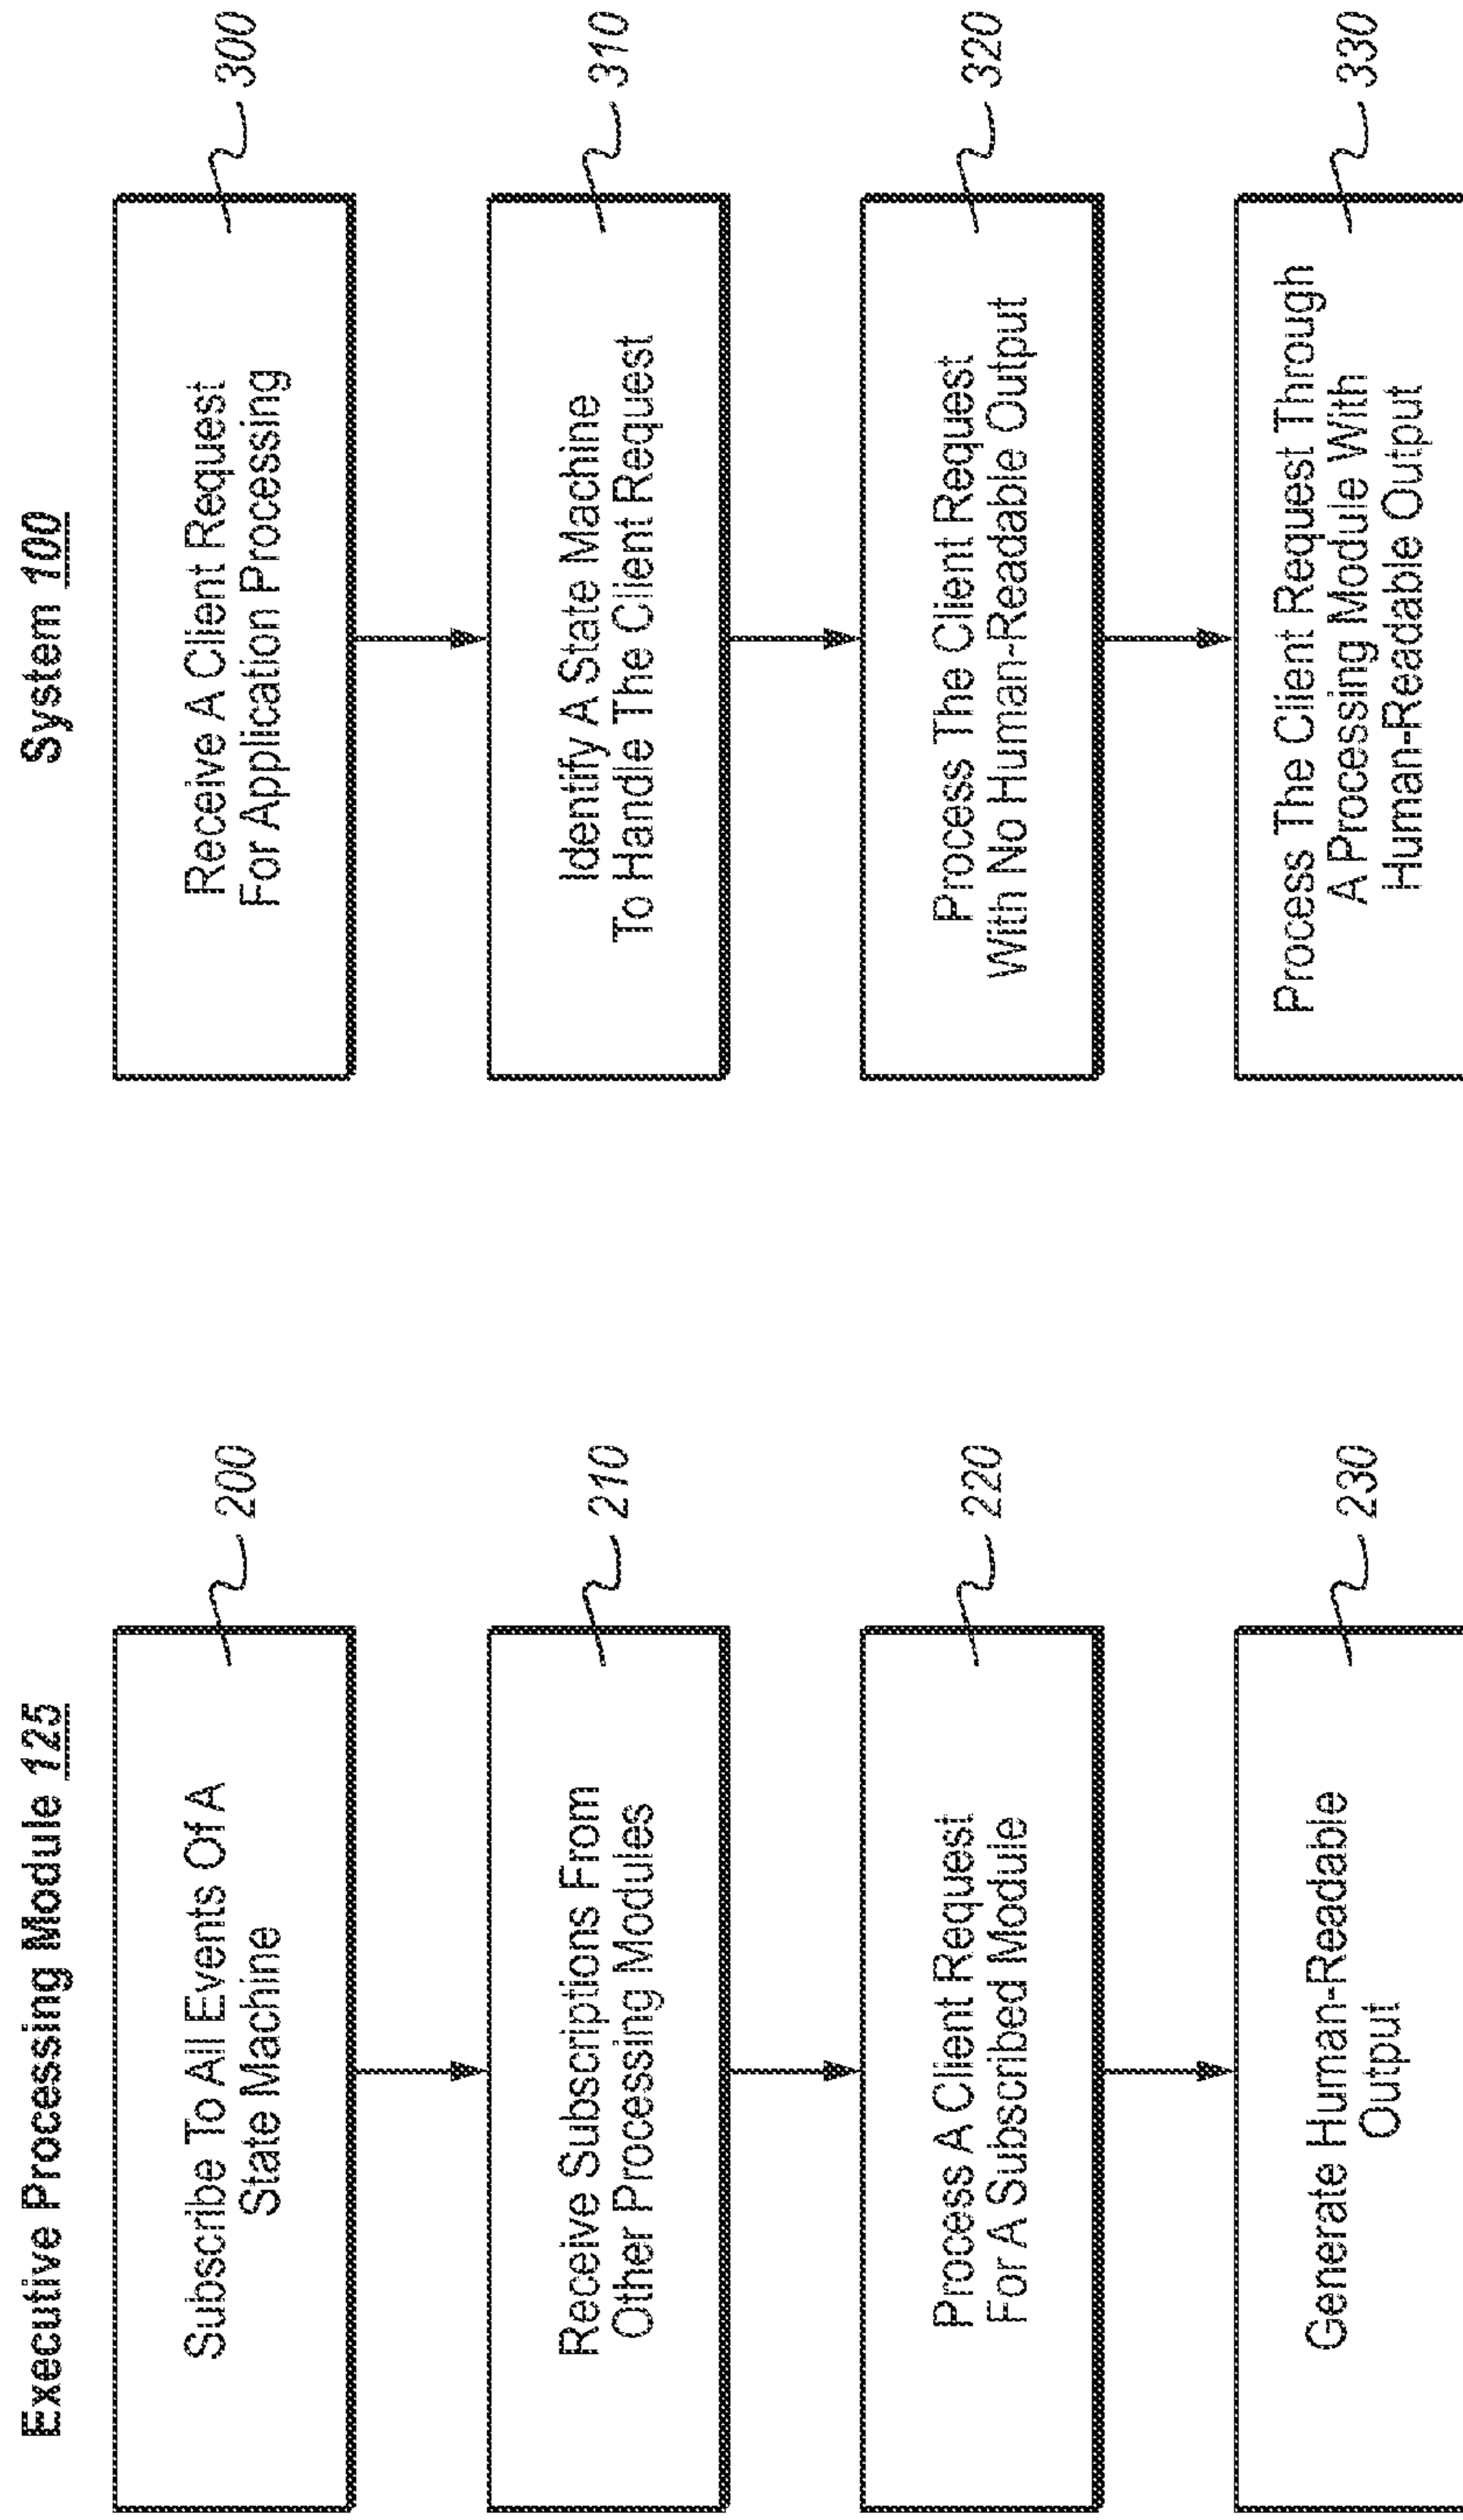 Executive Processing Module 125
Subscribe To All Events Of A
State Machine
200
Receive Subscriptions From
Other Processing Modules
210
Process A Client Request
For A Subscribed Module
220
Generate Human-Readable
Output
230
System 100
Receive A Client Request
For Application Processing
300
Identify A State Machine
To Handle The Client Request
310
Process The Client Request
With No Human-Readable Output
320
Process The Client Request Through
A Processing Module With
Human-Readable Output
330